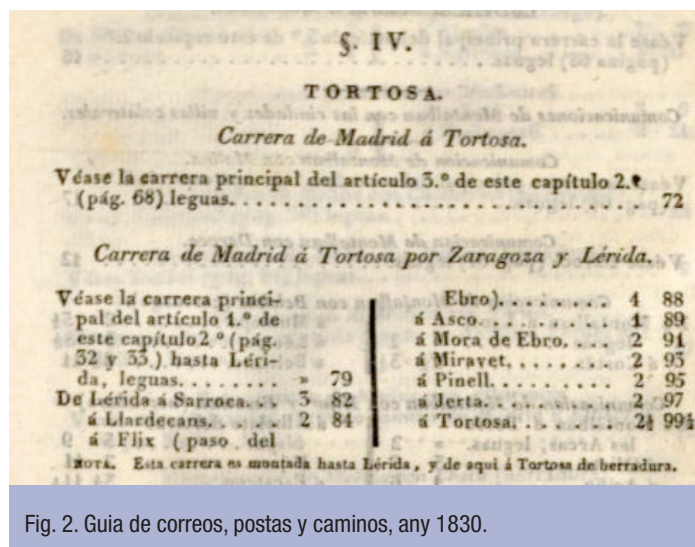 §. IV.
TORTOSA.
Carrera de Madrid á Tortosa.
Véase la carrera principal del artículo 3.º de este capítulo 2.º
(pág. 68) leguas. . . . . . . . . . . . . . . . . . . . . . . . . . . . . 72
Carrera de Madrid á Tortosa por Zaragoza y Lérida.
Véase la carrera princi-
pal del artículo 1.º de
este capítulo 2.º (pág.
32 y 33) hasta Léri-
da, leguas. . . . . . . . » 79
De Lérida á Sarroca. . 3 82
á Llardecans. . . . . . . 2 84
á Flix (paso del
Ebro). . . . . . . . . 4 88
á Asco. . . . . . . . . . . 1 89
á Mora de Ebro. . . . 2 91
á Miravet. . . . . . . . . 2 93
á Pinell. . . . . . . . . . 2 95
á Jerta. . . . . . . . . . . 2 97
á Tortosa. . . . . . . . . 2½ 99½
NOTA. Esta carrera es montada hasta Lérida, y de aquí á Tortosa de herradura.
Fig. 2. Guia de correos, postas y caminos, any 1830.